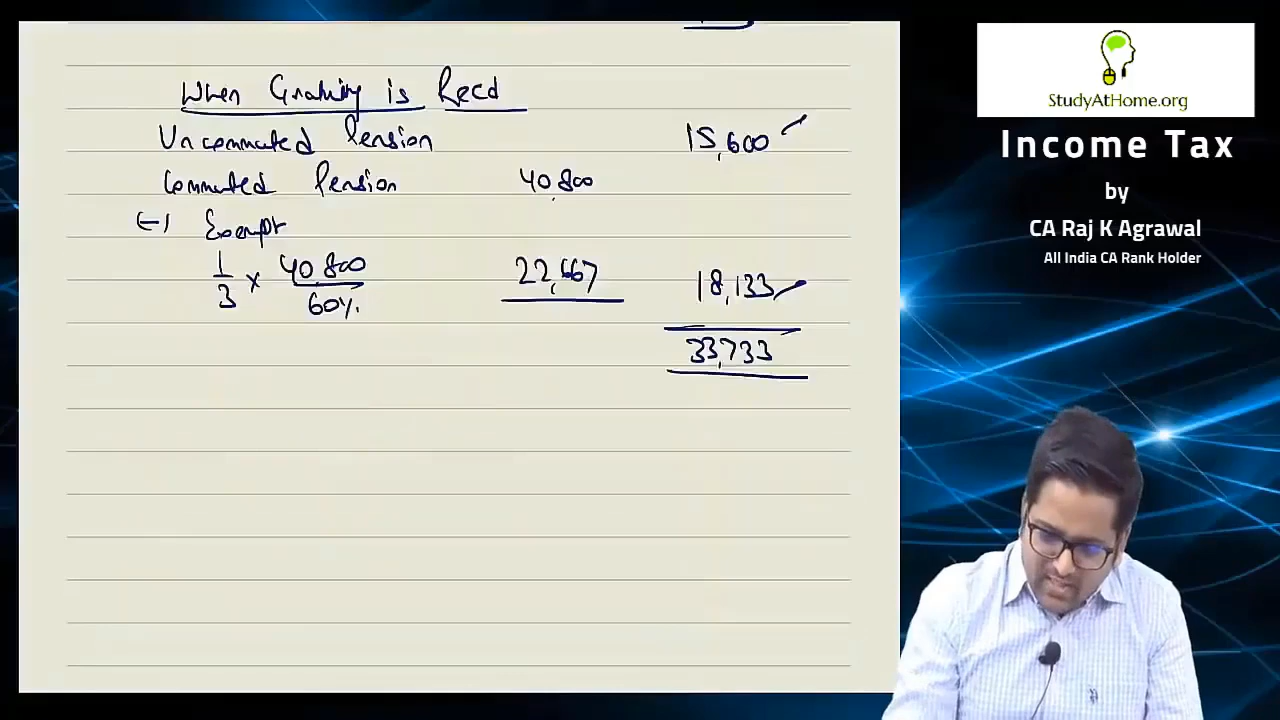 When Gratuity is Recd
Uncommuted Pension 15,600
Commuted Pension 40,800
(-) Exempt
1/3 × 40,800/60% 22,667 18,133
33,733
StudyAtHome.org
Income Tax
by
CA Raj K Agrawal
All India CA Rank Holder